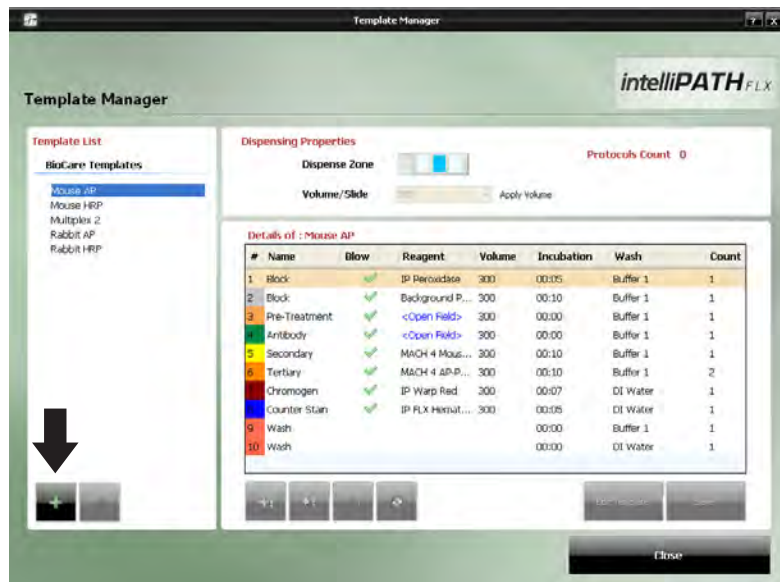 Template Manager
? x
intelliPATH FLX
Template Manager
Template List
BioCare Templates
Mouse AP
Mouse HRP
Multiplex 2
Rabbit AP
Rabbit HRP
Dispensing Properties
Dispense Zone
Protocols Count 0
Volume/Slide Apply Volume
Details of : Mouse AP
# Name Blow Reagent Volume Incubation Wash Count
1 Block IP Peroxidase 300 00:05 Buffer 1 1
2 Block Background P... 300 00:10 Buffer 1 1
3 Pre-Treatment <Open Field> 300 00:00 Buffer 1 1
Antibody <Open Field> 300 00:00 Buffer 1 1
5 Secondary MACH 4 Mous... 300 00:10 Buffer 1 1
6 Tertiary MACH 4 AP-P... 300 00:10 Buffer 1 2
Chromogen IP Warp Red 300 00:07 DI Water 1
Counter Stain IP FLX Hemat... 300 00:05 DI Water 1
9 Wash 00:00 Buffer 1 1
10 Wash 00:00 DI Water 1
Close